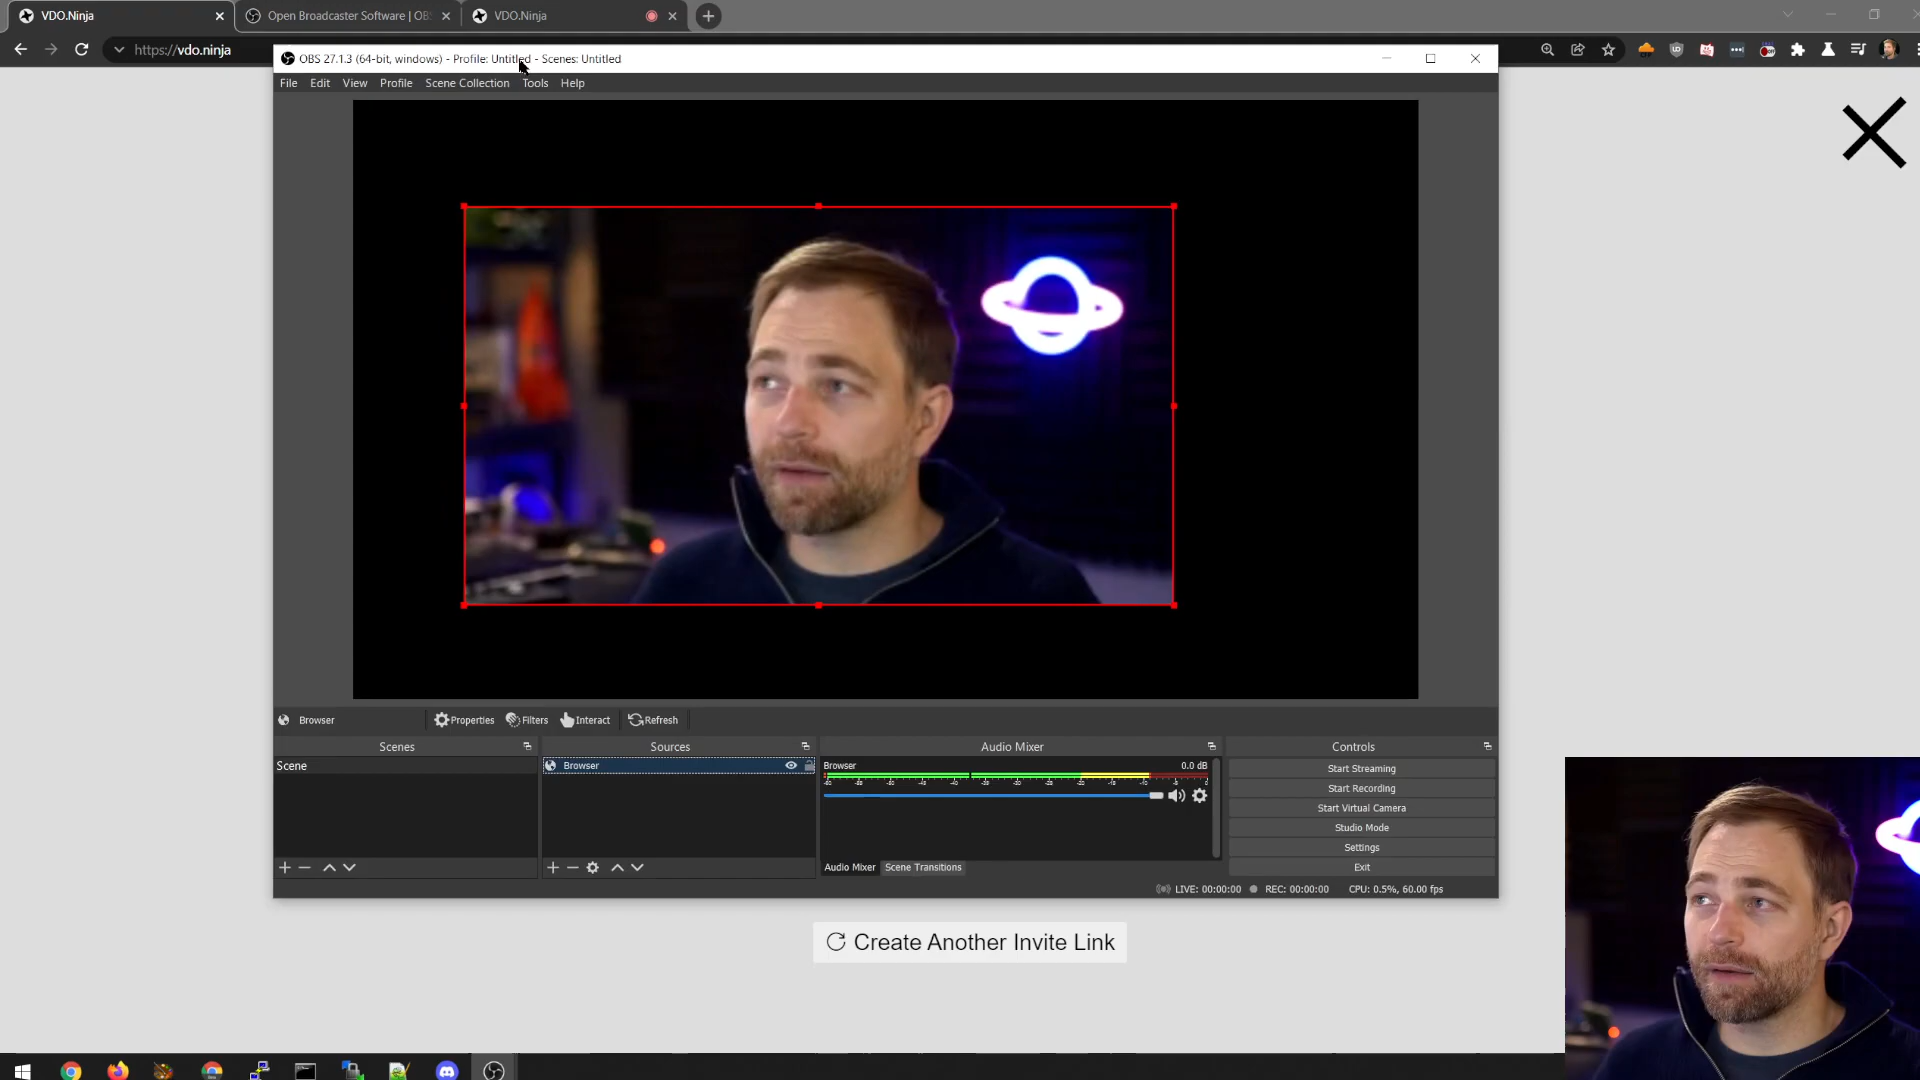 VDO.Ninja
Open Broadcaster Software | OBS
VDO.Ninja
https://vdo.ninja
OBS 27.1.3 (64-bit, windows) - Profile: Untitled - Scenes: Untitled
File Edit View Profile Scene Collection Tools Help
Browser
Properties Filters Interact Refresh
Scenes
Scene
Sources
Browser
Audio Mixer
Browser 0.0 dB
Audio Mixer Scene Transitions
Controls
Start Streaming
Start Recording
Start Virtual Camera
Studio Mode
Settings
Exit
LIVE: 00:00:00 REC: 00:00:00 CPU: 0.5%, 60.00 fps
Create Another Invite Link